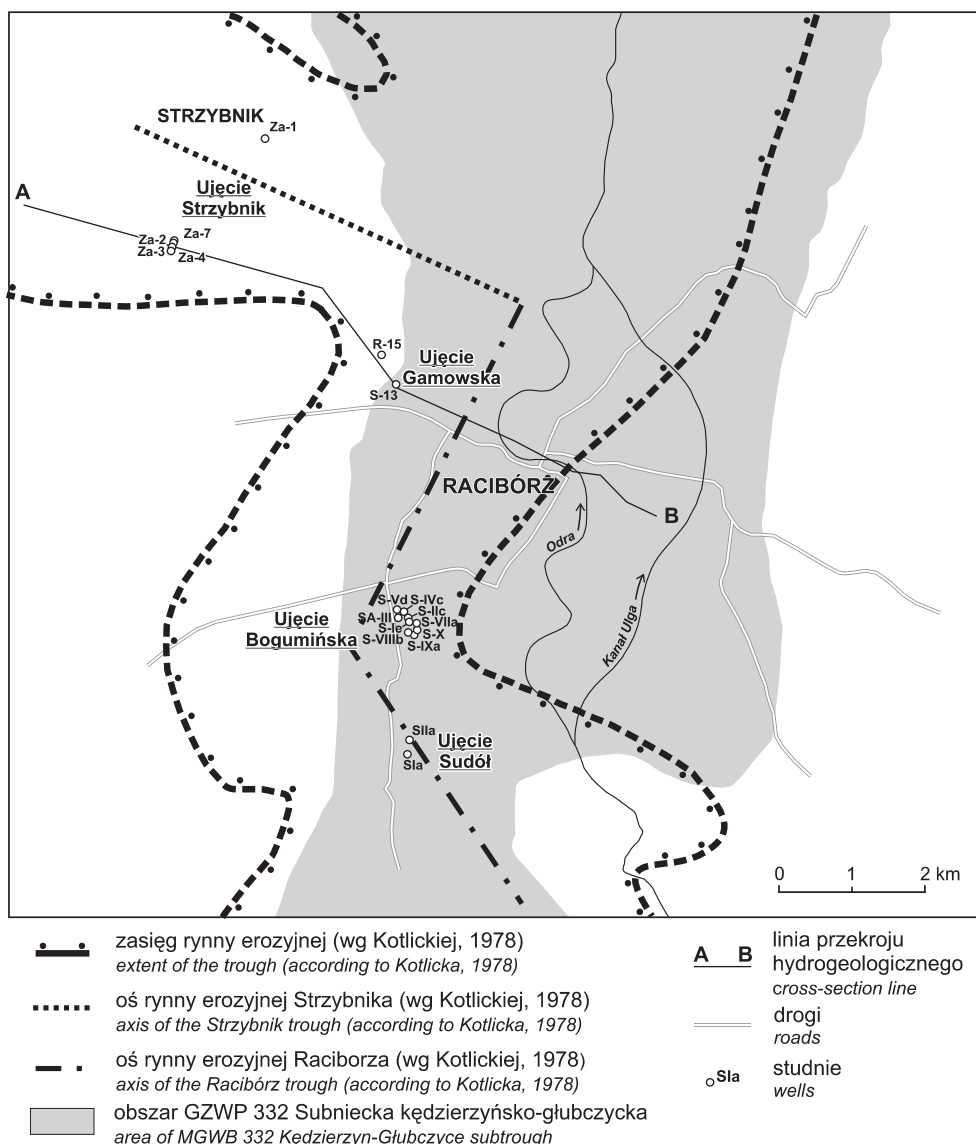 STRZYBNIK
Za-1
A
Ujęcie
Strzybnik
Za-2
Za-7
Za-3
Za-4
R-15
Ujęcie
Gamowska
S-13
RACIBÓRZ
B
Odra
Kanał Ulga
S-Vd
S-IVc
S-IIc
SA-III
S-Ie
S-VIIa
S-VIIIb
S-X
S-IXa
Ujęcie
Bogumińska
SIIa
SIa
Ujęcie
Sudół
0 1 2 km
zasięg rynny erozyjnej (wg Kotlickiej, 1978)
extent of the trough (according to Kotlicka, 1978)
oś rynny erozyjnej Strzybnika (wg Kotlickiej, 1978)
axis of the Strzybnik trough (according to Kotlicka, 1978)
oś rynny erozyjnej Raciborza (wg Kotlickiej, 1978)
axis of the Racibórz trough (according to Kotlicka, 1978)
obszar GZWP 332 Subniecka kędzierzyńsko-głubczycka
area of MGWB 332 Kędzierzyn-Głubczyce subtrough
A B
linia przekroju
hydrogeologicznego
cross-section line
drogi
roads
SIa
studnie
wells